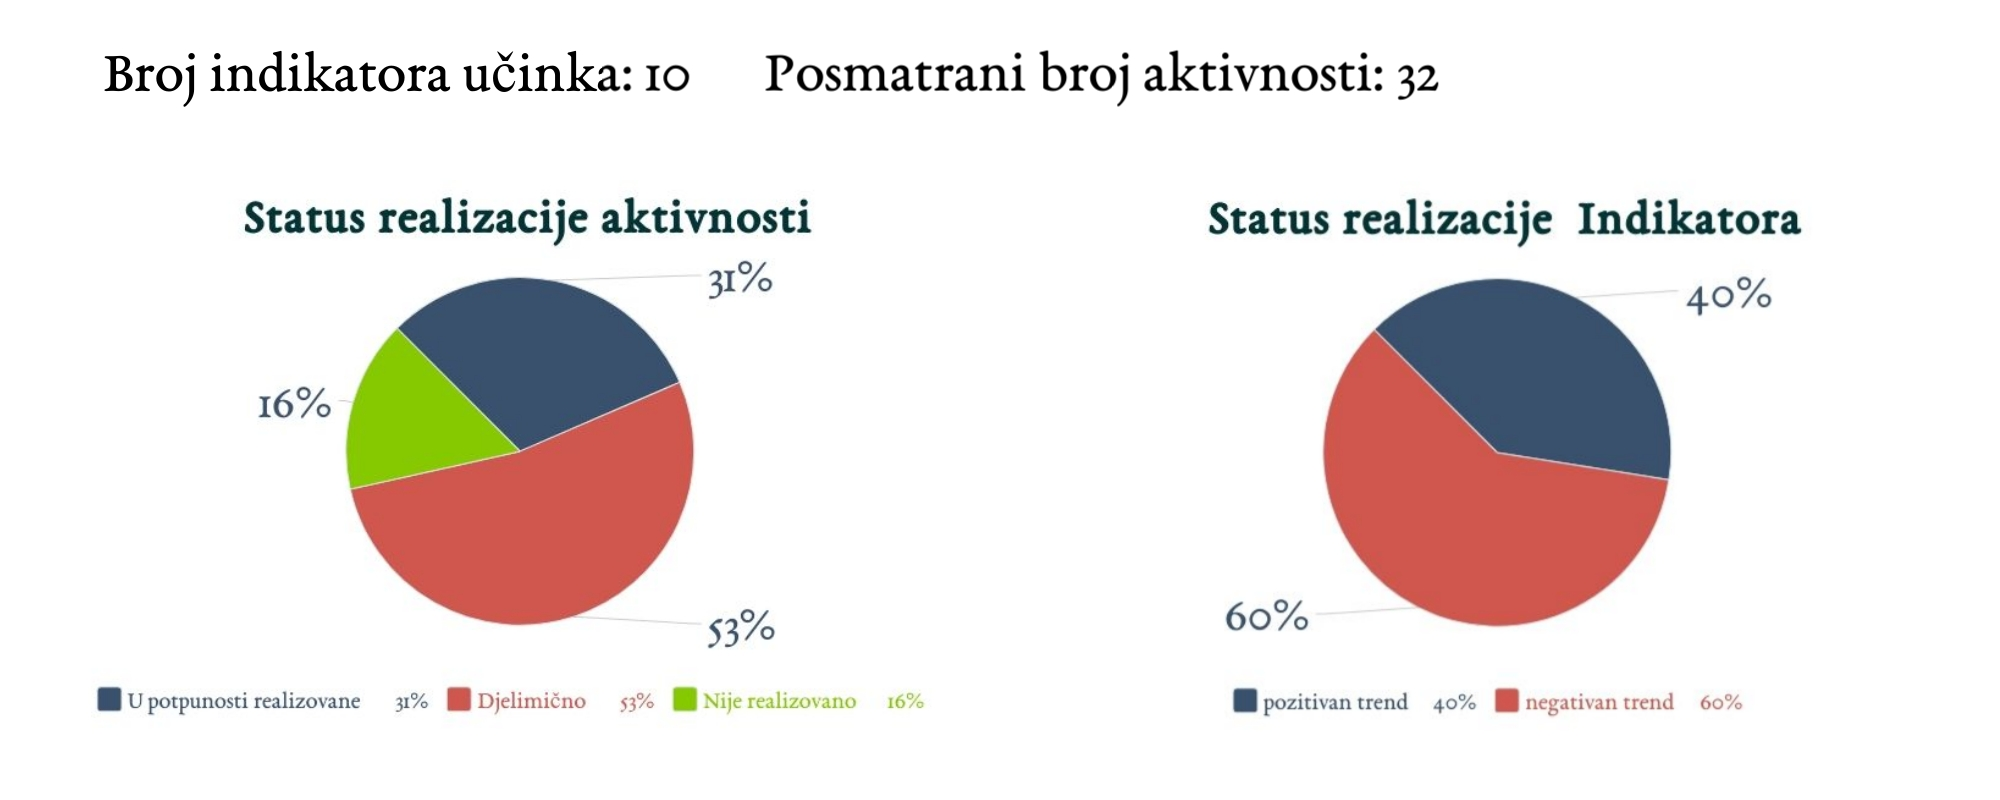 Broj indikatora učinka: 10 Posmatrani broj aktivnosti: 32
Status realizacije aktivnosti
31%
16%
53%
U potpunosti realizovane 31% Djelimično 53% Nije realizovano 16%
Status realizacije Indikatora
40%
60%
pozitivan trend 40% negativan trend 60%